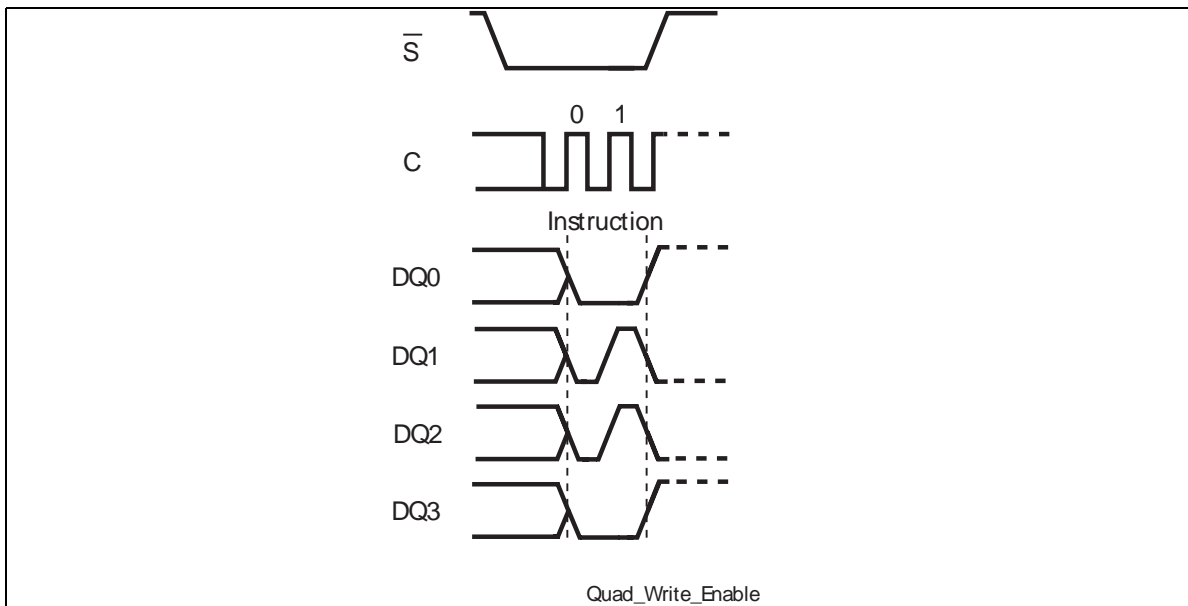 S̅
0 1
C
Instruction
DQ0
DQ1
DQ2
DQ3
Quad_Write_Enable